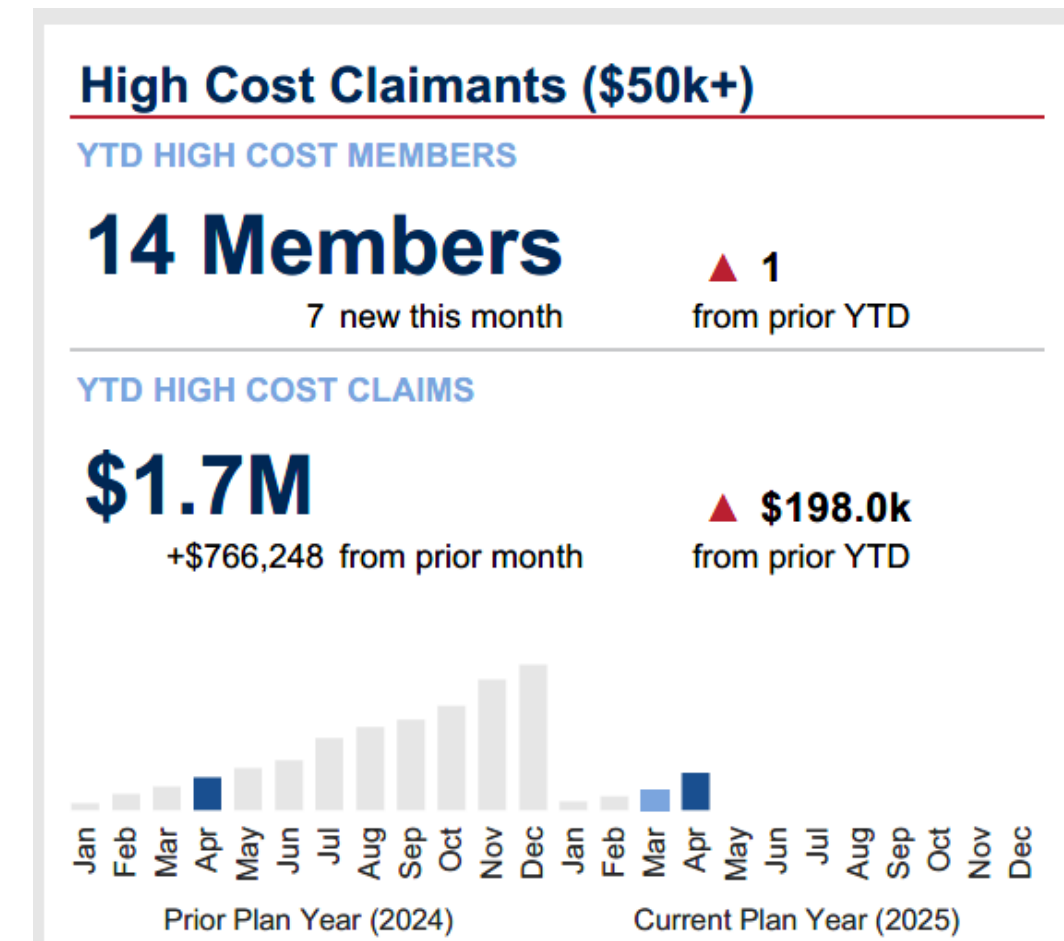 High Cost Claimants ($50k+)
YTD HIGH COST MEMBERS
14 Members
▲ 1
7 new this month
from prior YTD
YTD HIGH COST CLAIMS
$1.7M
▲ $198.0k
+$766,248 from prior month
from prior YTD
Jan Feb Mar Apr May Jun Jul Aug Sep Oct Nov Dec Jan Feb Mar Apr May Jun Jul Aug Sep Oct Nov Dec
Prior Plan Year (2024)
Current Plan Year (2025)